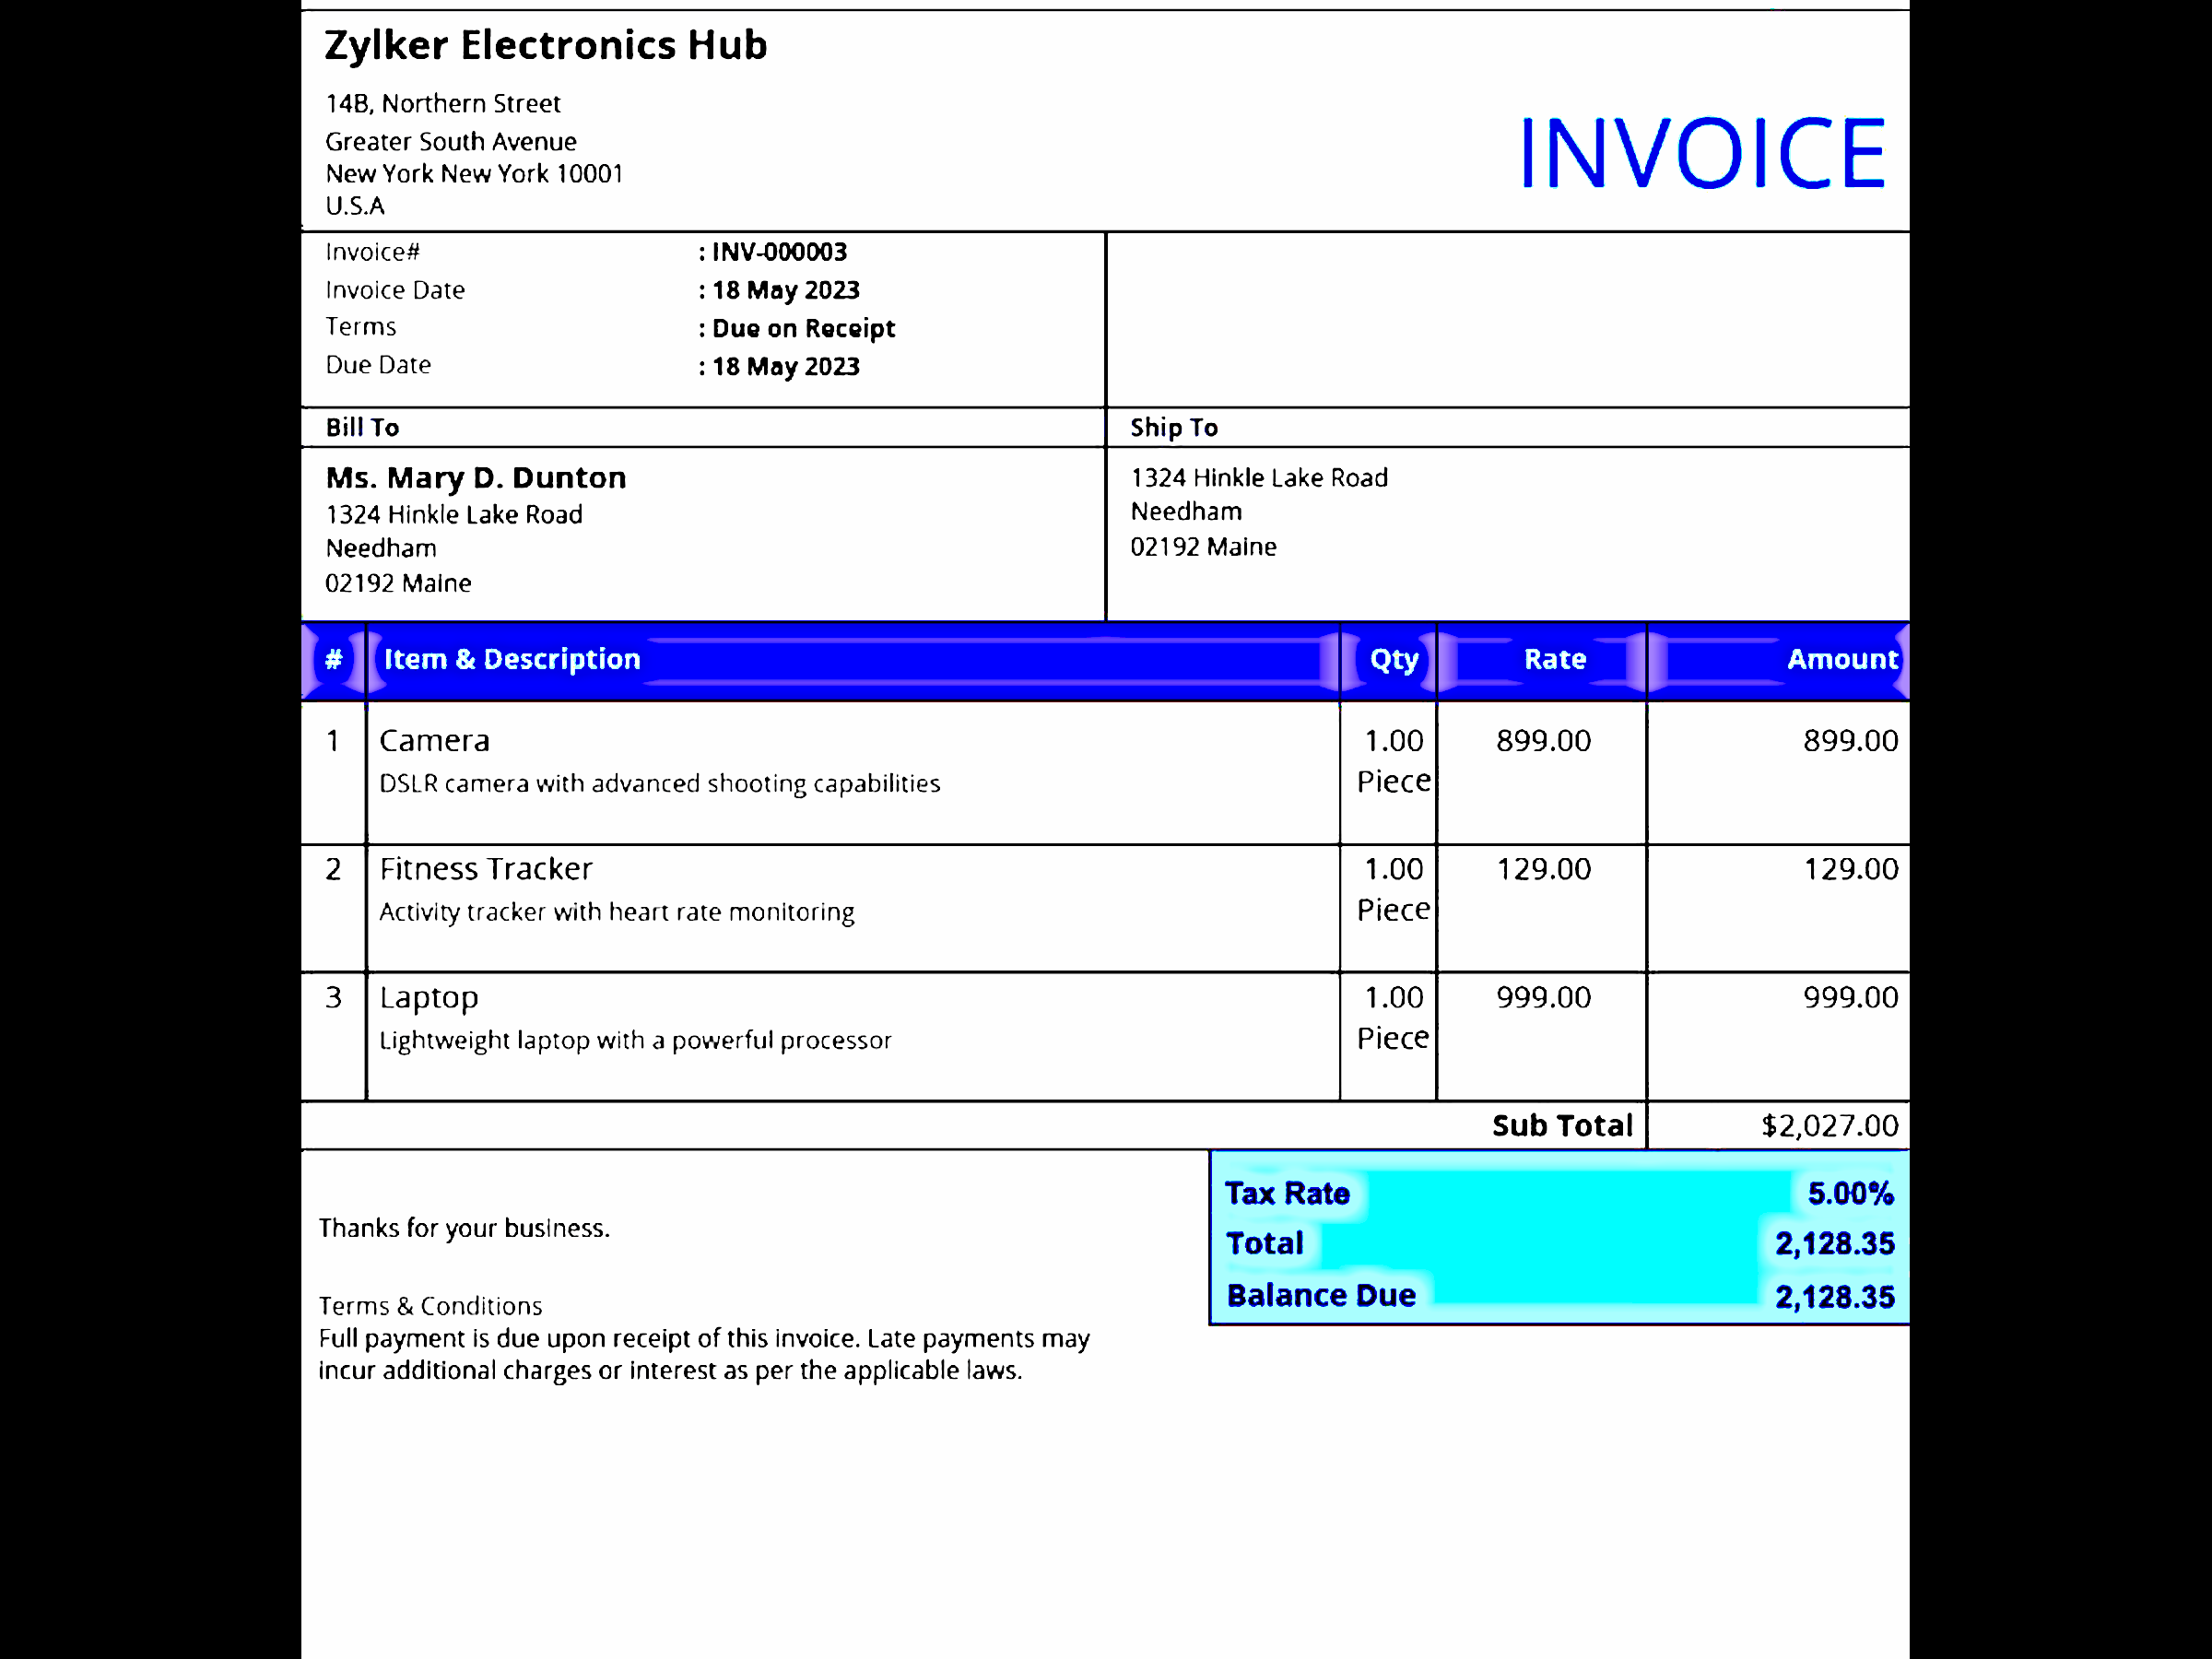 Zylker Electronics Hub
14B, Northern Street
Greater South Avenue
New York New York 10001
U.S.A
INVOICE
Invoice# : INV-000003
Invoice Date : 18 May 2023
Terms : Due on Receipt
Due Date : 18 May 2023
Bill To
Ms. Mary D. Dunton
1324 Hinkle Lake Road
Needham
02192 Maine
Ship To
1324 Hinkle Lake Road
Needham
02192 Maine
# Item & Description Qty Rate Amount
1 Camera 1.00 899.00 899.00
DSLR camera with advanced shooting capabilities Piece
2 Fitness Tracker 1.00 129.00 129.00
Activity tracker with heart rate monitoring Piece
3 Laptop 1.00 999.00 999.00
Lightweight laptop with a powerful processor Piece
Sub Total $2,027.00
Tax Rate 5.00%
Total 2,128.35
Balance Due 2,128.35
Thanks for your business.
Terms & Conditions
Full payment is due upon receipt of this invoice. Late payments may
incur additional charges or interest as per the applicable laws.